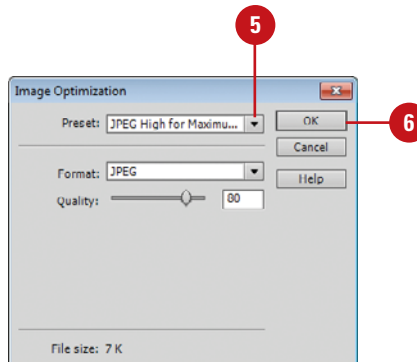 5
Image Optimization
Preset: JPEG High for Maximu... OK 6
Cancel
Format: JPEG Help
Quality: 80
File size: 7 K